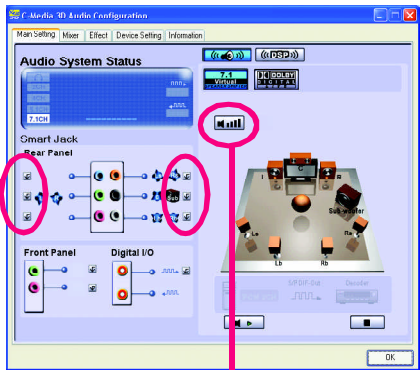 C-Media 3D Audio Configuration
Main Setting Mixer Effect Device Setting Information
Audio System Status
DSP
7.1 Virtual
DOLBY DIGITAL
7.1CH
Smart Jack
Rear Panel
Sub
C
R
Sub-woofer
Ls
Rs
Lb
Rb
Front Panel
Digital I/O
S/PDIF-Out
Decoder
OK